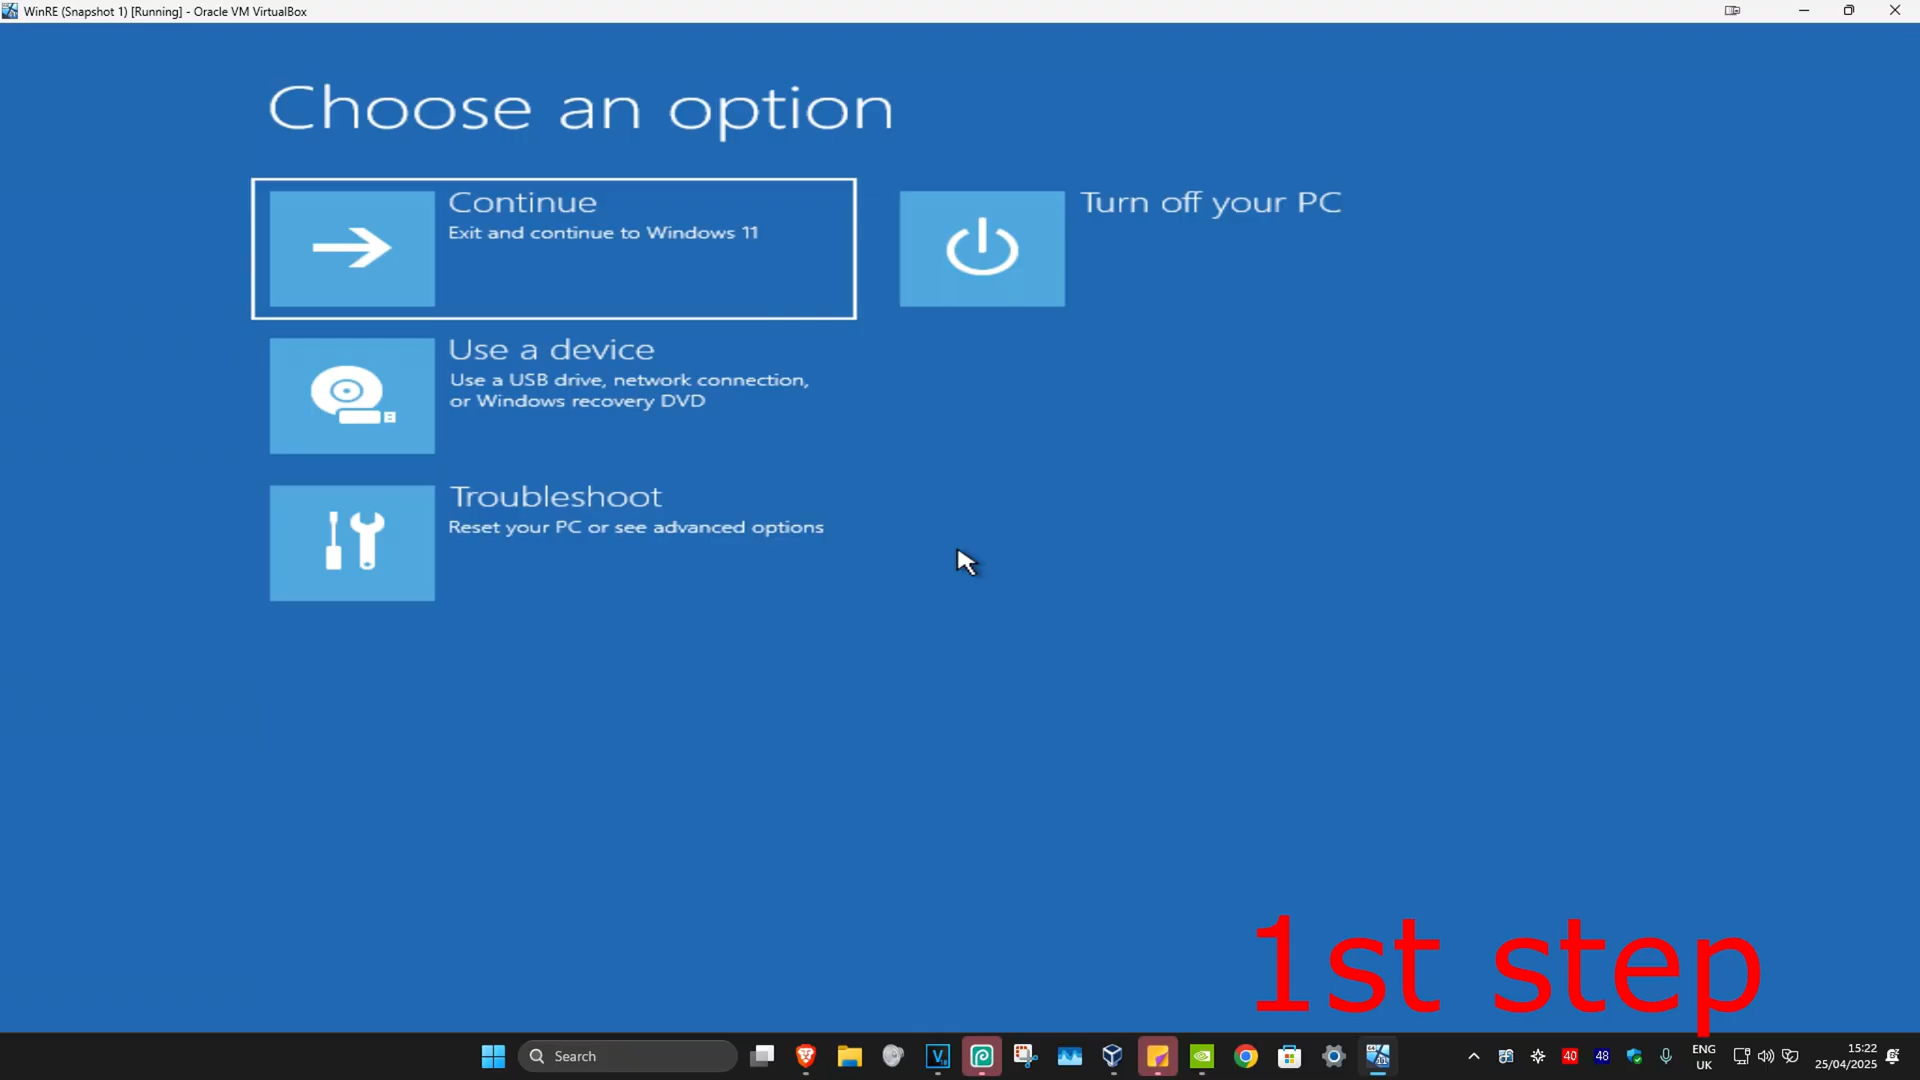 WinRE (Snapshot 1) [Running] - Oracle VM VirtualBox
Choose an option
Continue
Exit and continue to Windows 11
Turn off your PC
Use a device
Use a USB drive, network connection,
or Windows recovery DVD
Troubleshoot
Reset your PC or see advanced options
1st step
Search
40
48
ENG
UK
15:22
25/04/2025